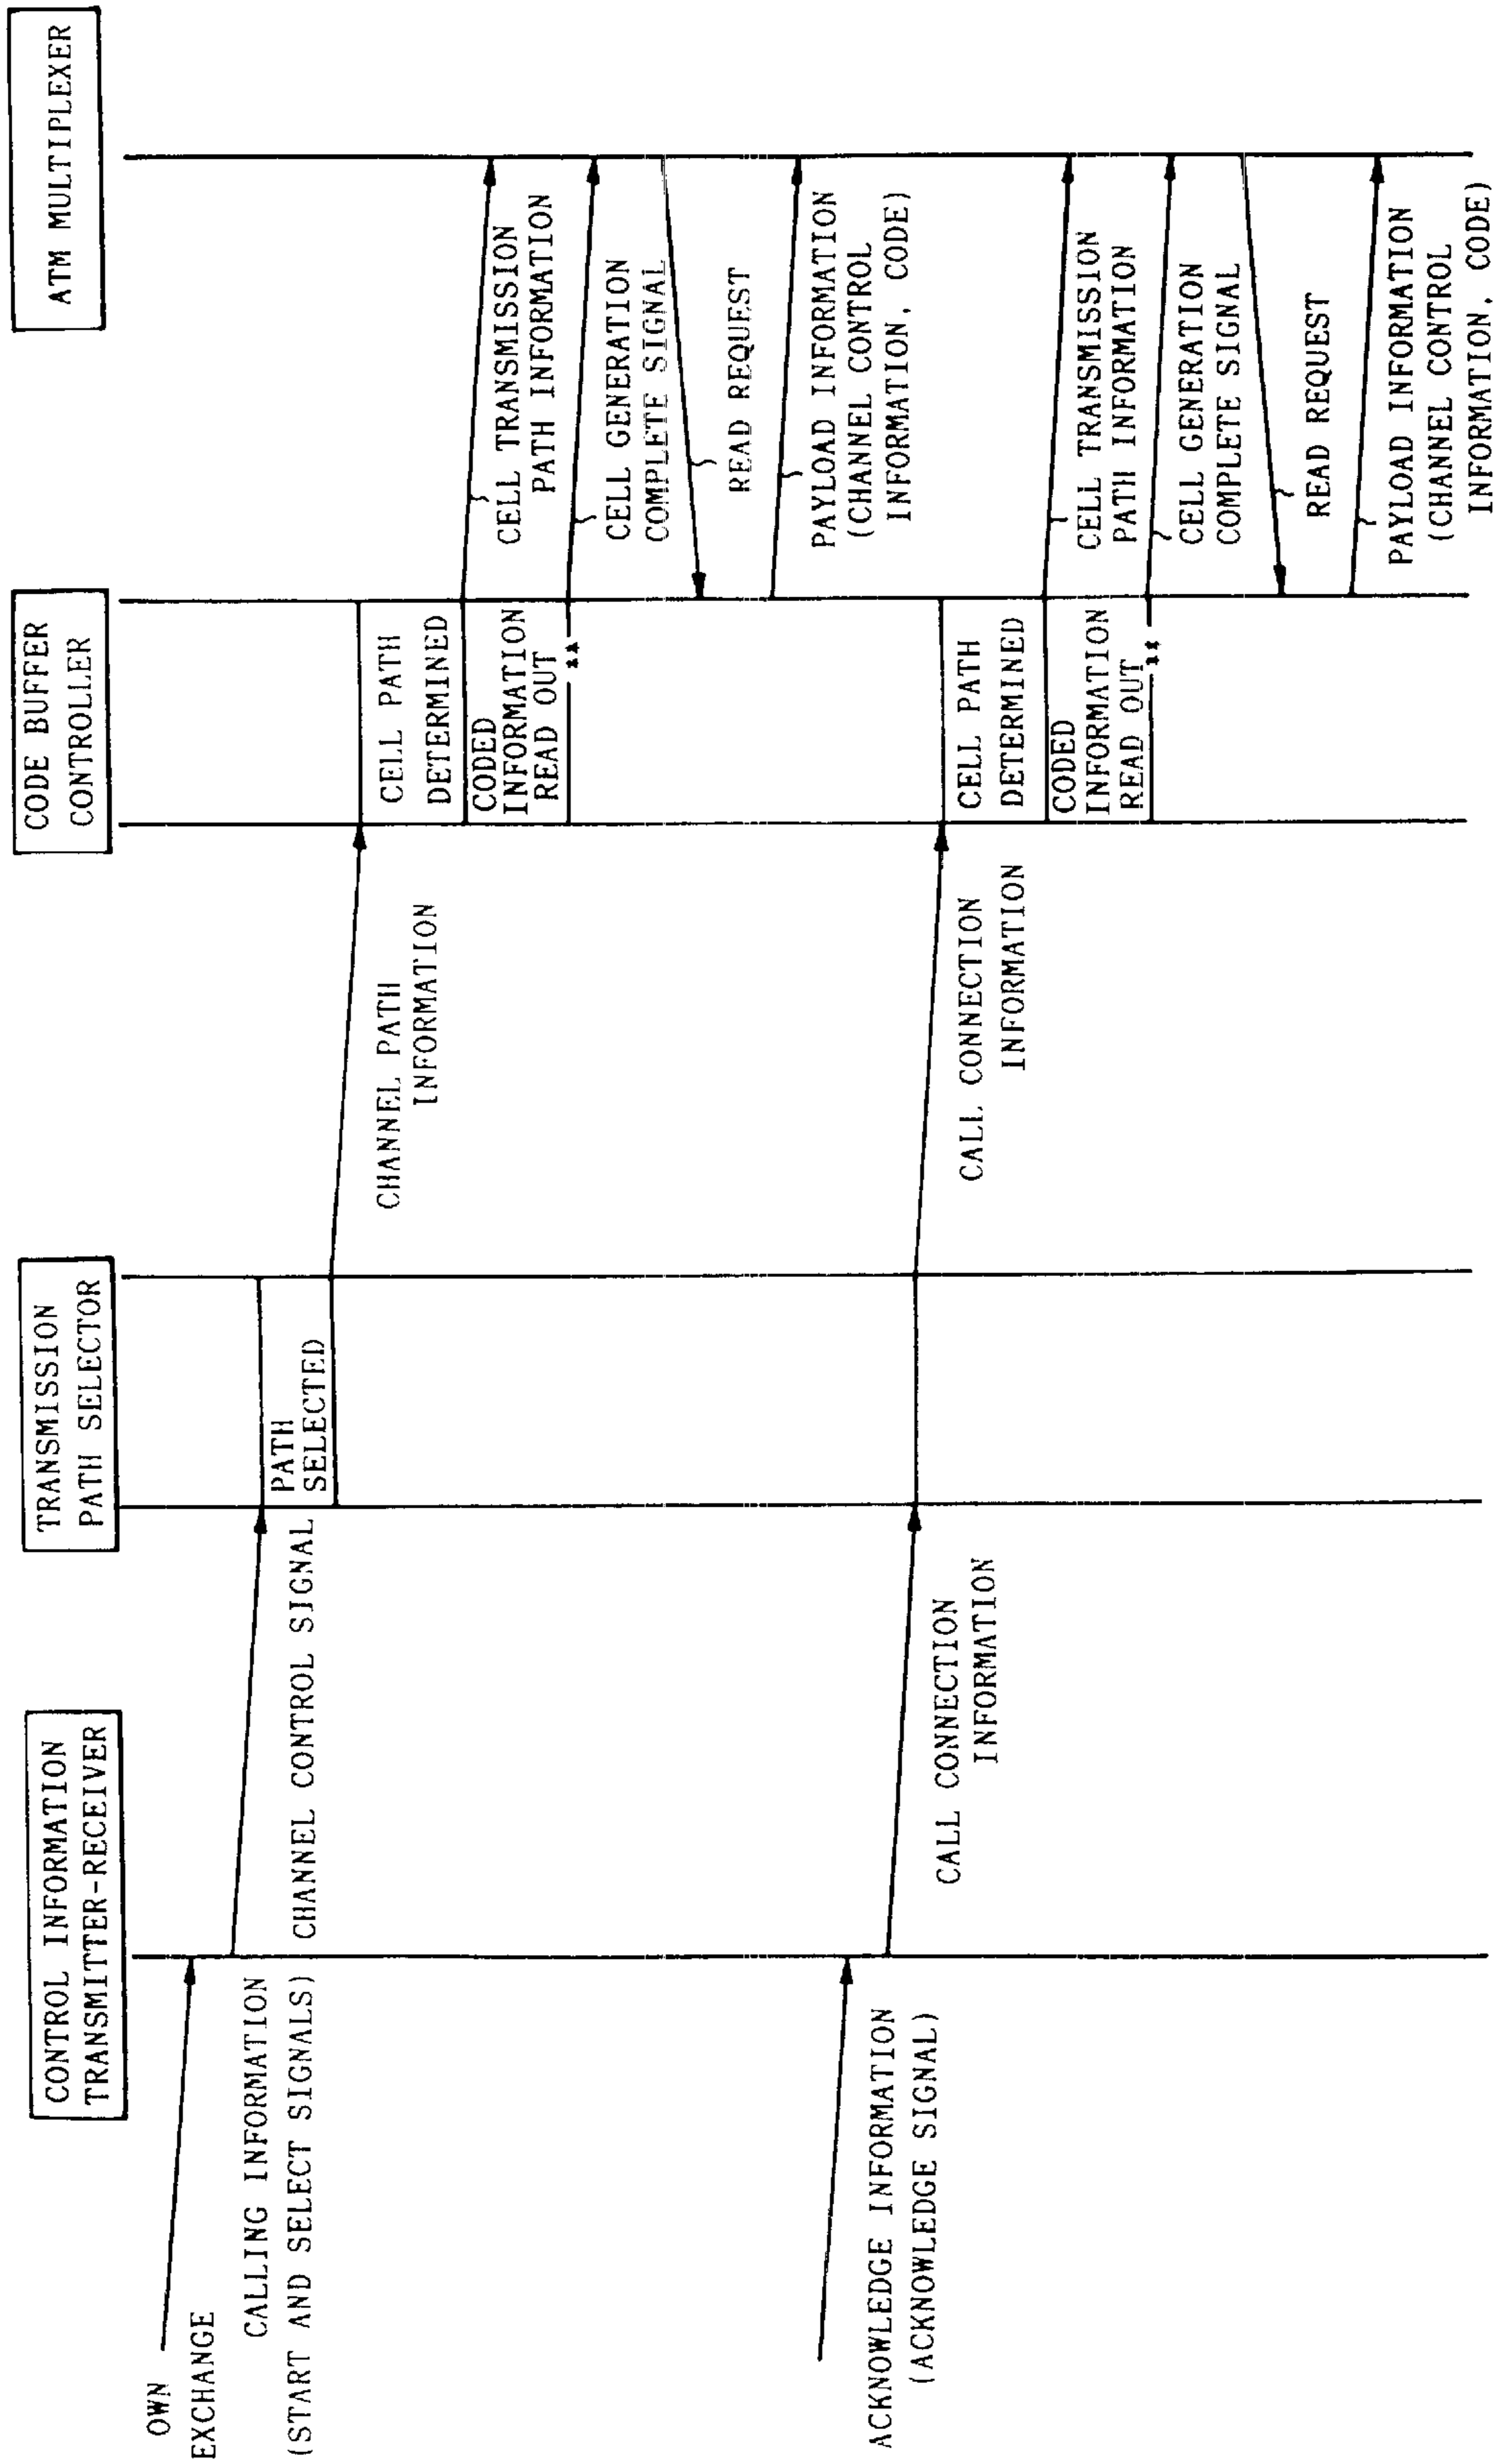 CONTROL INFORMATION
TRANSMITTER-RECEIVER
TRANSMISSION
PATH SELECTOR
CODE BUFFER
CONTROLLER
ATM MULTIPLEXER
OWN
EXCHANGE
CALLING INFORMATION
(START AND SELECT SIGNALS)
CHANNEL CONTROL SIGNAL
PATH
SELECTED
CHANNEL PATH
INFORMATION
CELL PATH
DETERMINED
CODED
INFORMATION
READ OUT
**
CELL TRANSMISSION
PATH INFORMATION
CELL GENERATION
COMPLETE SIGNAL
READ REQUEST
PAYLOAD INFORMATION
(CHANNEL CONTROL
INFORMATION, CODE)
ACKNOWLEDGE INFORMATION
(ACKNOWLEDGE SIGNAL)
CALL CONNECTION
INFORMATION
CALL CONNECTION
INFORMATION
CELL PATH
DETERMINED
CODED
INFORMATION
READ OUT
**
CELL TRANSMISSION
PATH INFORMATION
CELL GENERATION
COMPLETE SIGNAL
READ REQUEST
PAYLOAD INFORMATION
(CHANNEL CONTROL
INFORMATION, CODE)